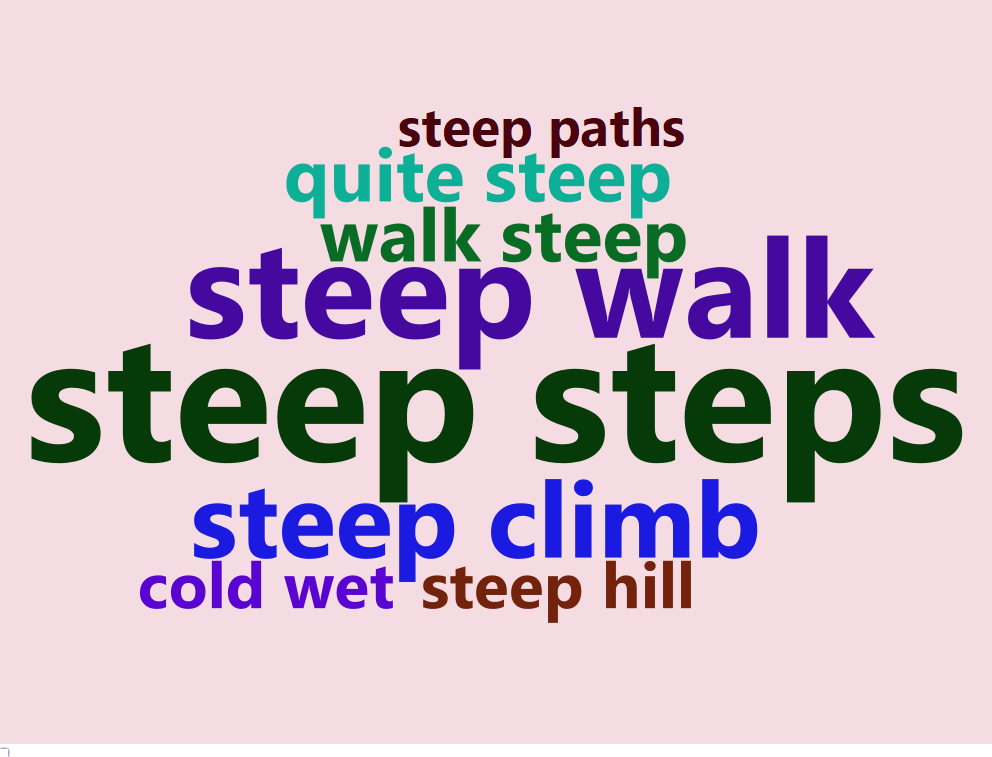 steep paths
quite steep
walk steep
steep walk
steep steps
steep climb
cold wet steep hill